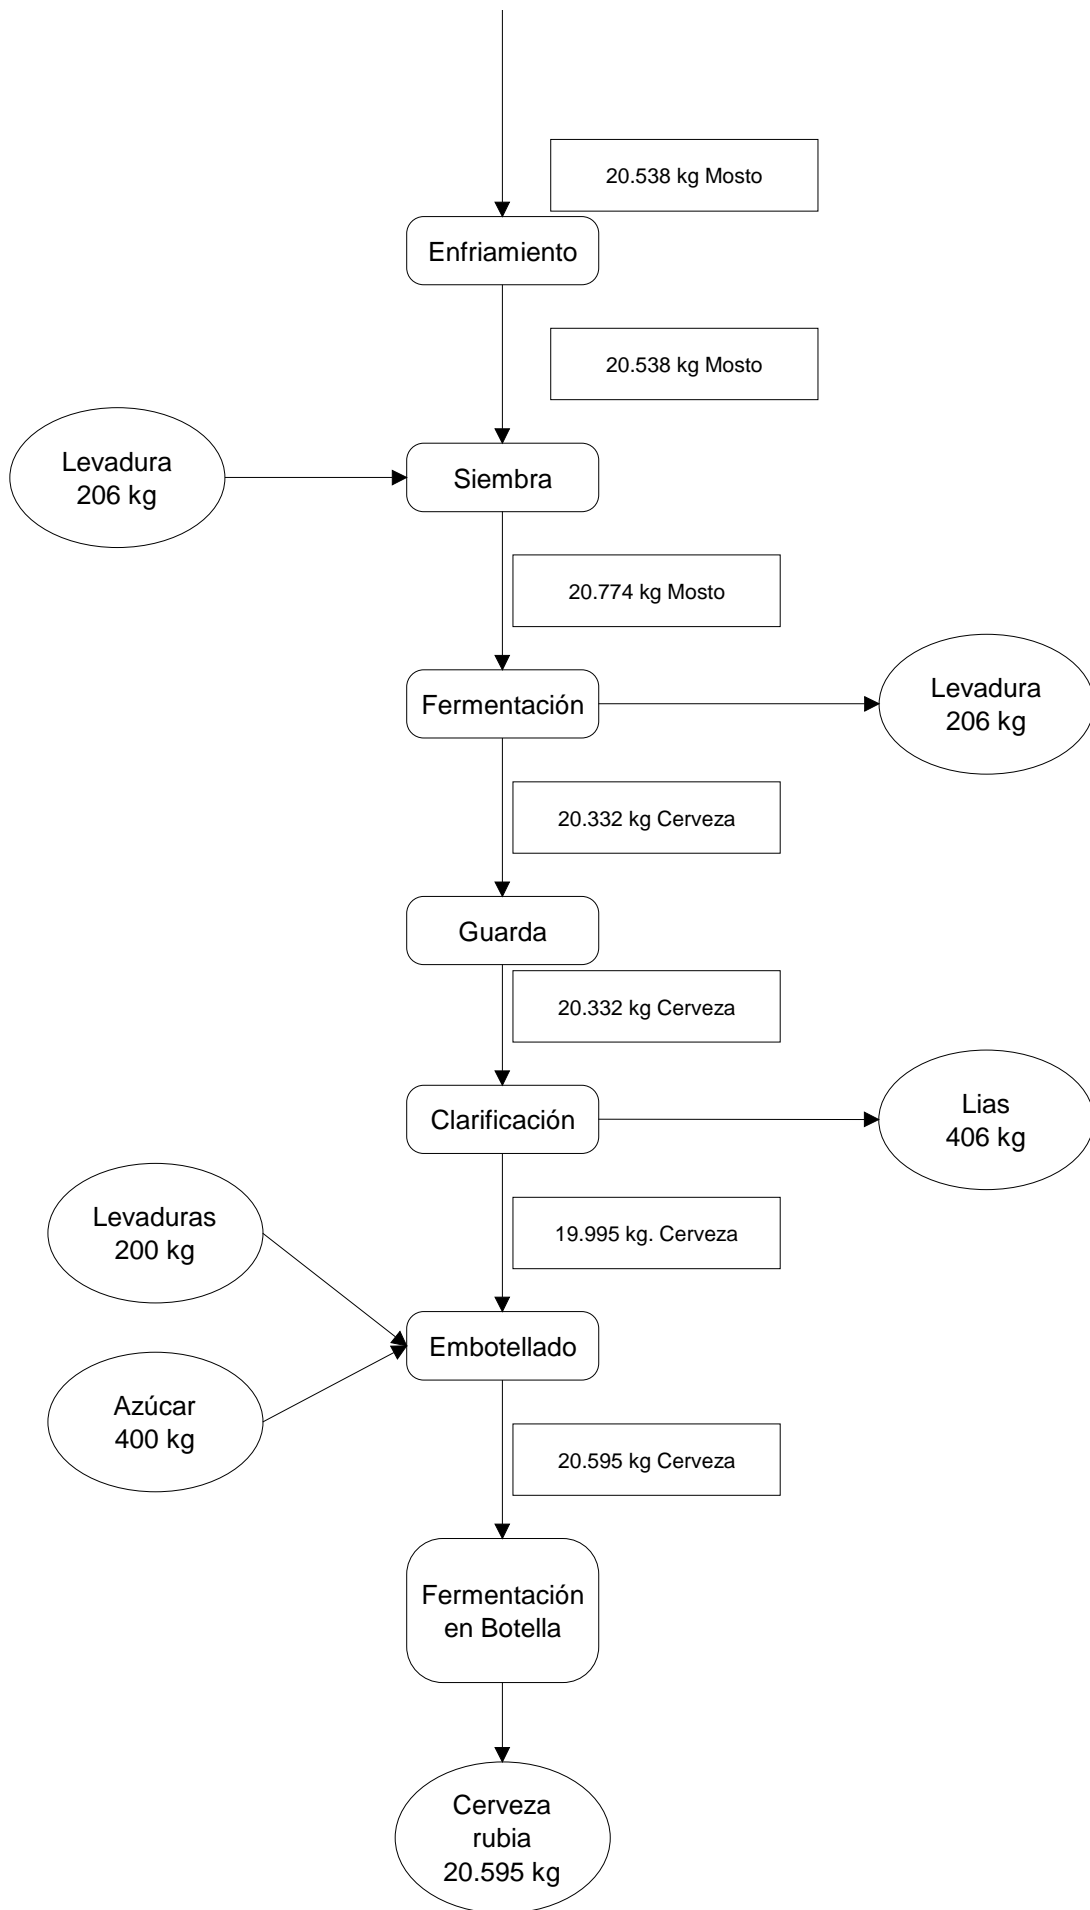 20.538 kg Mosto
Enfriamiento
20.538 kg Mosto
Levadura
206 kg
Siembra
20.774 kg Mosto
Fermentación
Levadura
206 kg
20.332 kg Cerveza
Guarda
20.332 kg Cerveza
Clarificación
Lias
406 kg
Levaduras
200 kg
19.995 kg. Cerveza
Embotellado
Azúcar
400 kg
20.595 kg Cerveza
Fermentación
en Botella
Cerveza
rubia
20.595 kg